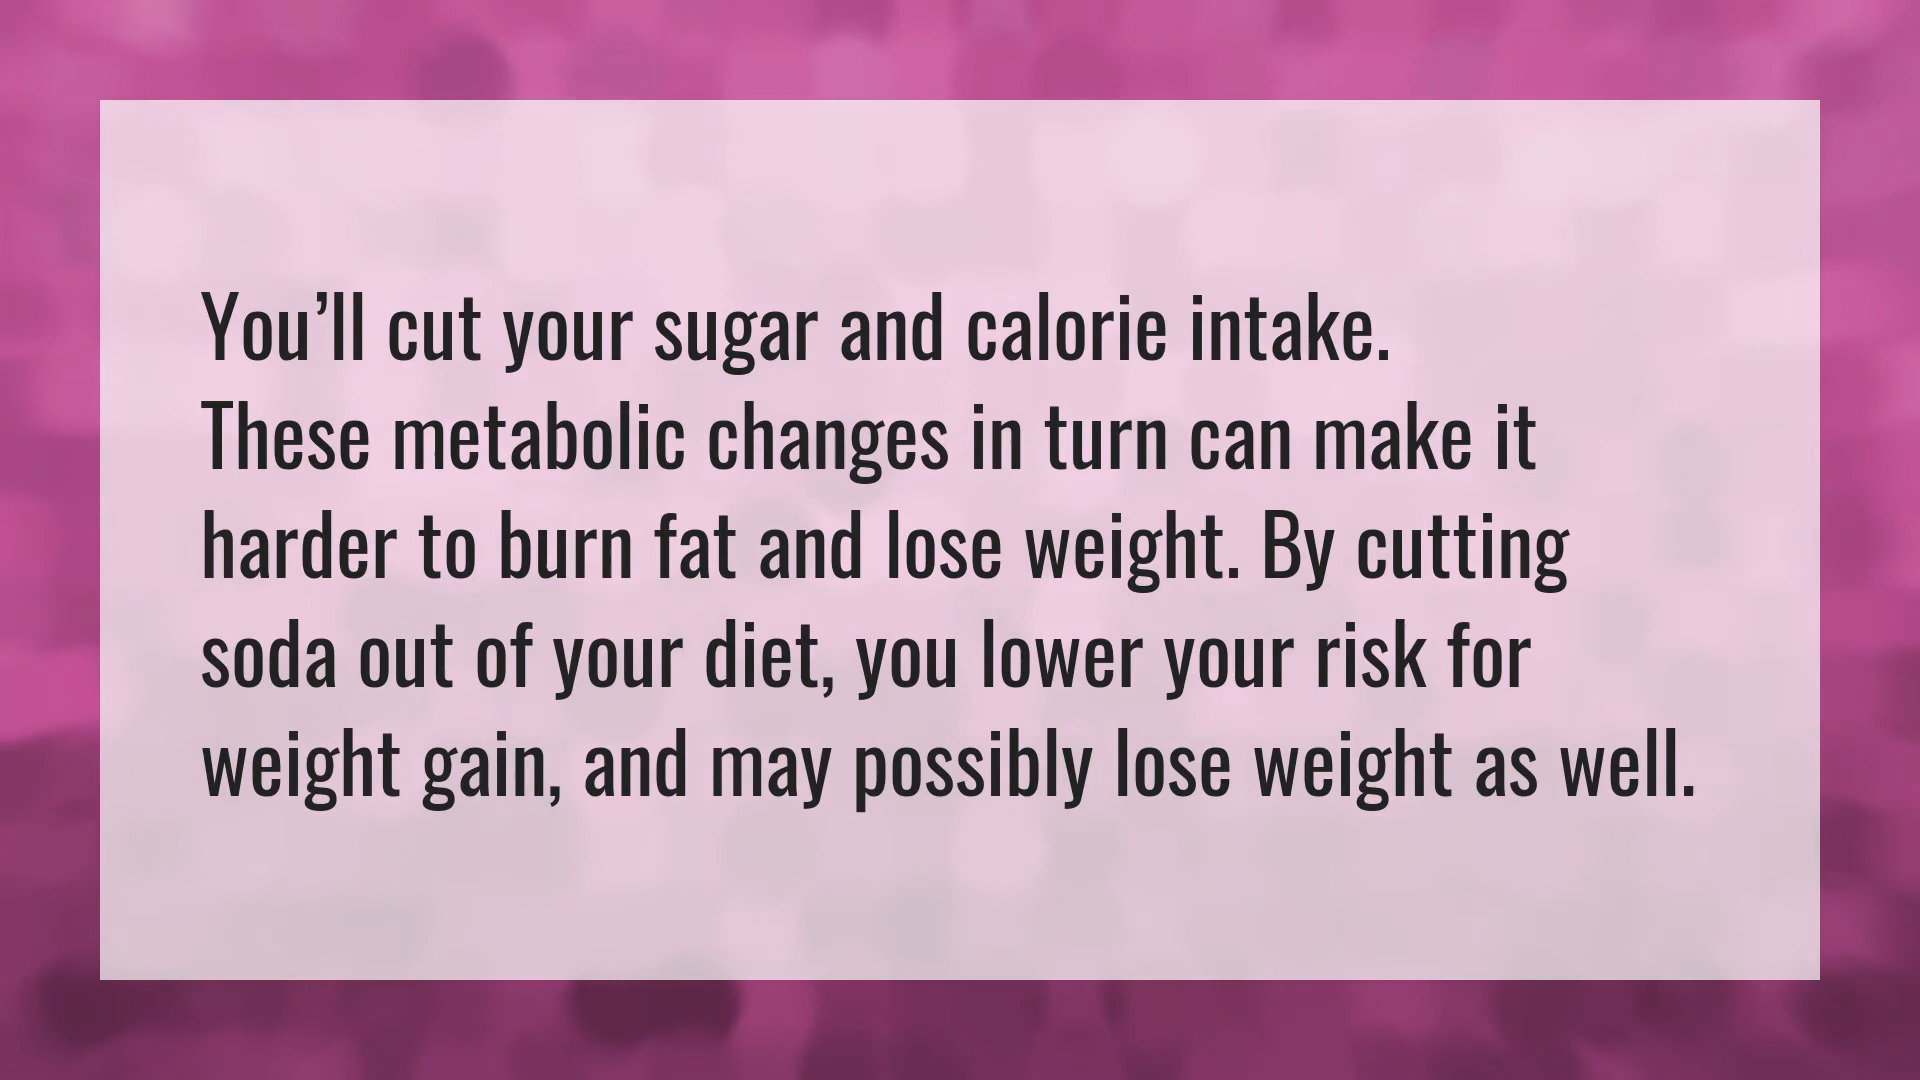 You’ll cut your sugar and calorie intake.
These metabolic changes in turn can make it
harder to burn fat and lose weight. By cutting
soda out of your diet, you lower your risk for
weight gain, and may possibly lose weight as well.